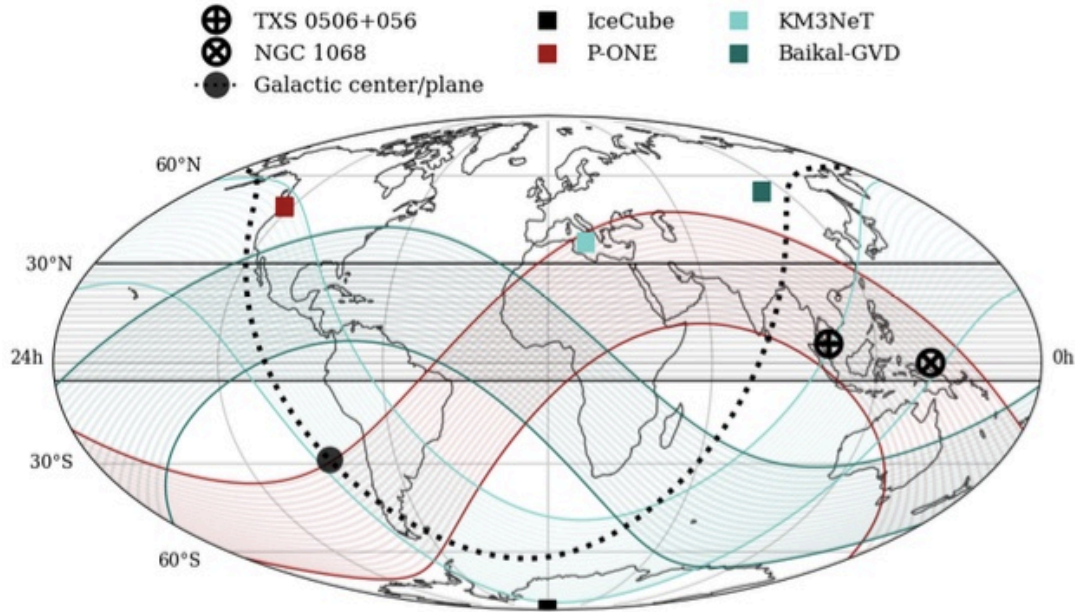 TXS 0506+056
NGC 1068
Galactic center/plane
IceCube
P-ONE
KM3NeT
Baikal-GVD
60°N
30°N
24h
0h
30°S
60°S